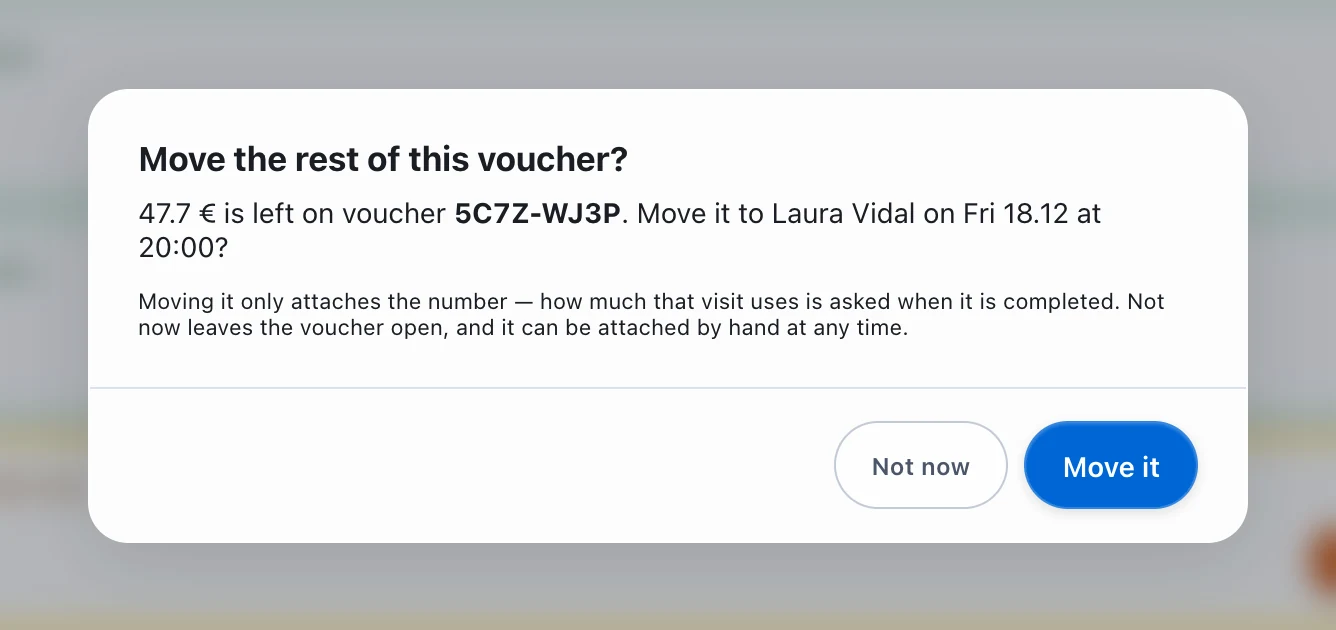 Move the rest of this voucher?
47.7 € is left on voucher 5C7Z-WJ3P. Move it to Laura Vidal on Fri 18.12 at
20:00?
Moving it only attaches the number — how much that visit uses is asked when it is completed. Not
now leaves the voucher open, and it can be attached by hand at any time.
Not now
Move it